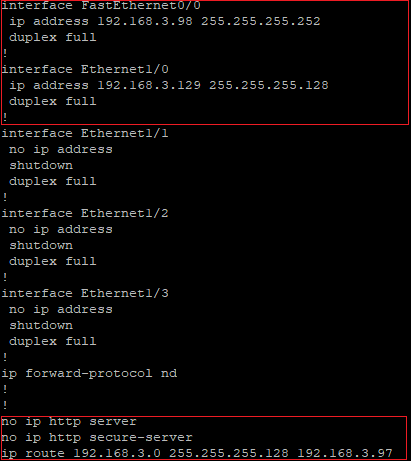 interface FastEthernet0/0
 ip address 192.168.3.98 255.255.255.252
 duplex full
!
interface Ethernet1/0
 ip address 192.168.3.129 255.255.255.128
 duplex full
!
interface Ethernet1/1
 no ip address
 shutdown
 duplex full
!
interface Ethernet1/2
 no ip address
 shutdown
 duplex full
!
interface Ethernet1/3
 no ip address
 shutdown
 duplex full
!
ip forward-protocol nd
!
!
no ip http server
no ip http secure-server
ip route 192.168.3.0 255.255.255.128 192.168.3.97